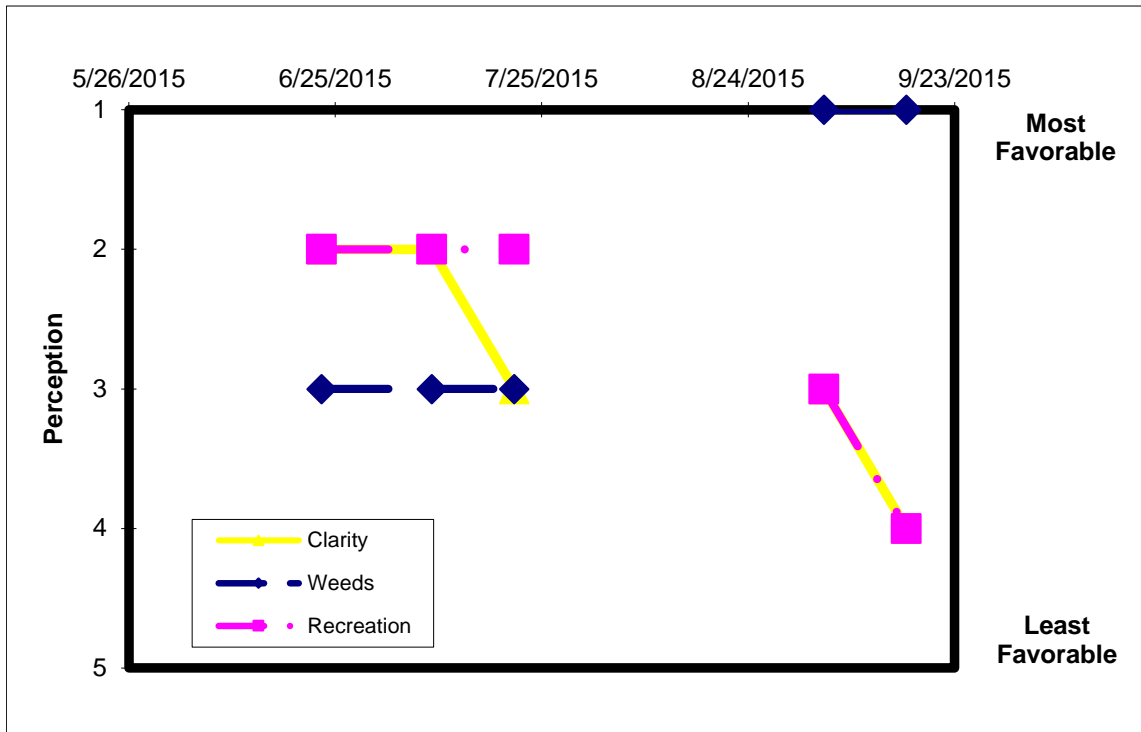 5/26/2015 6/25/2015 7/25/2015 8/24/2015 9/23/2015
1
Most
Favorable
2
3
Perception
4
Clarity
Weeds
Recreation
Least
Favorable
5